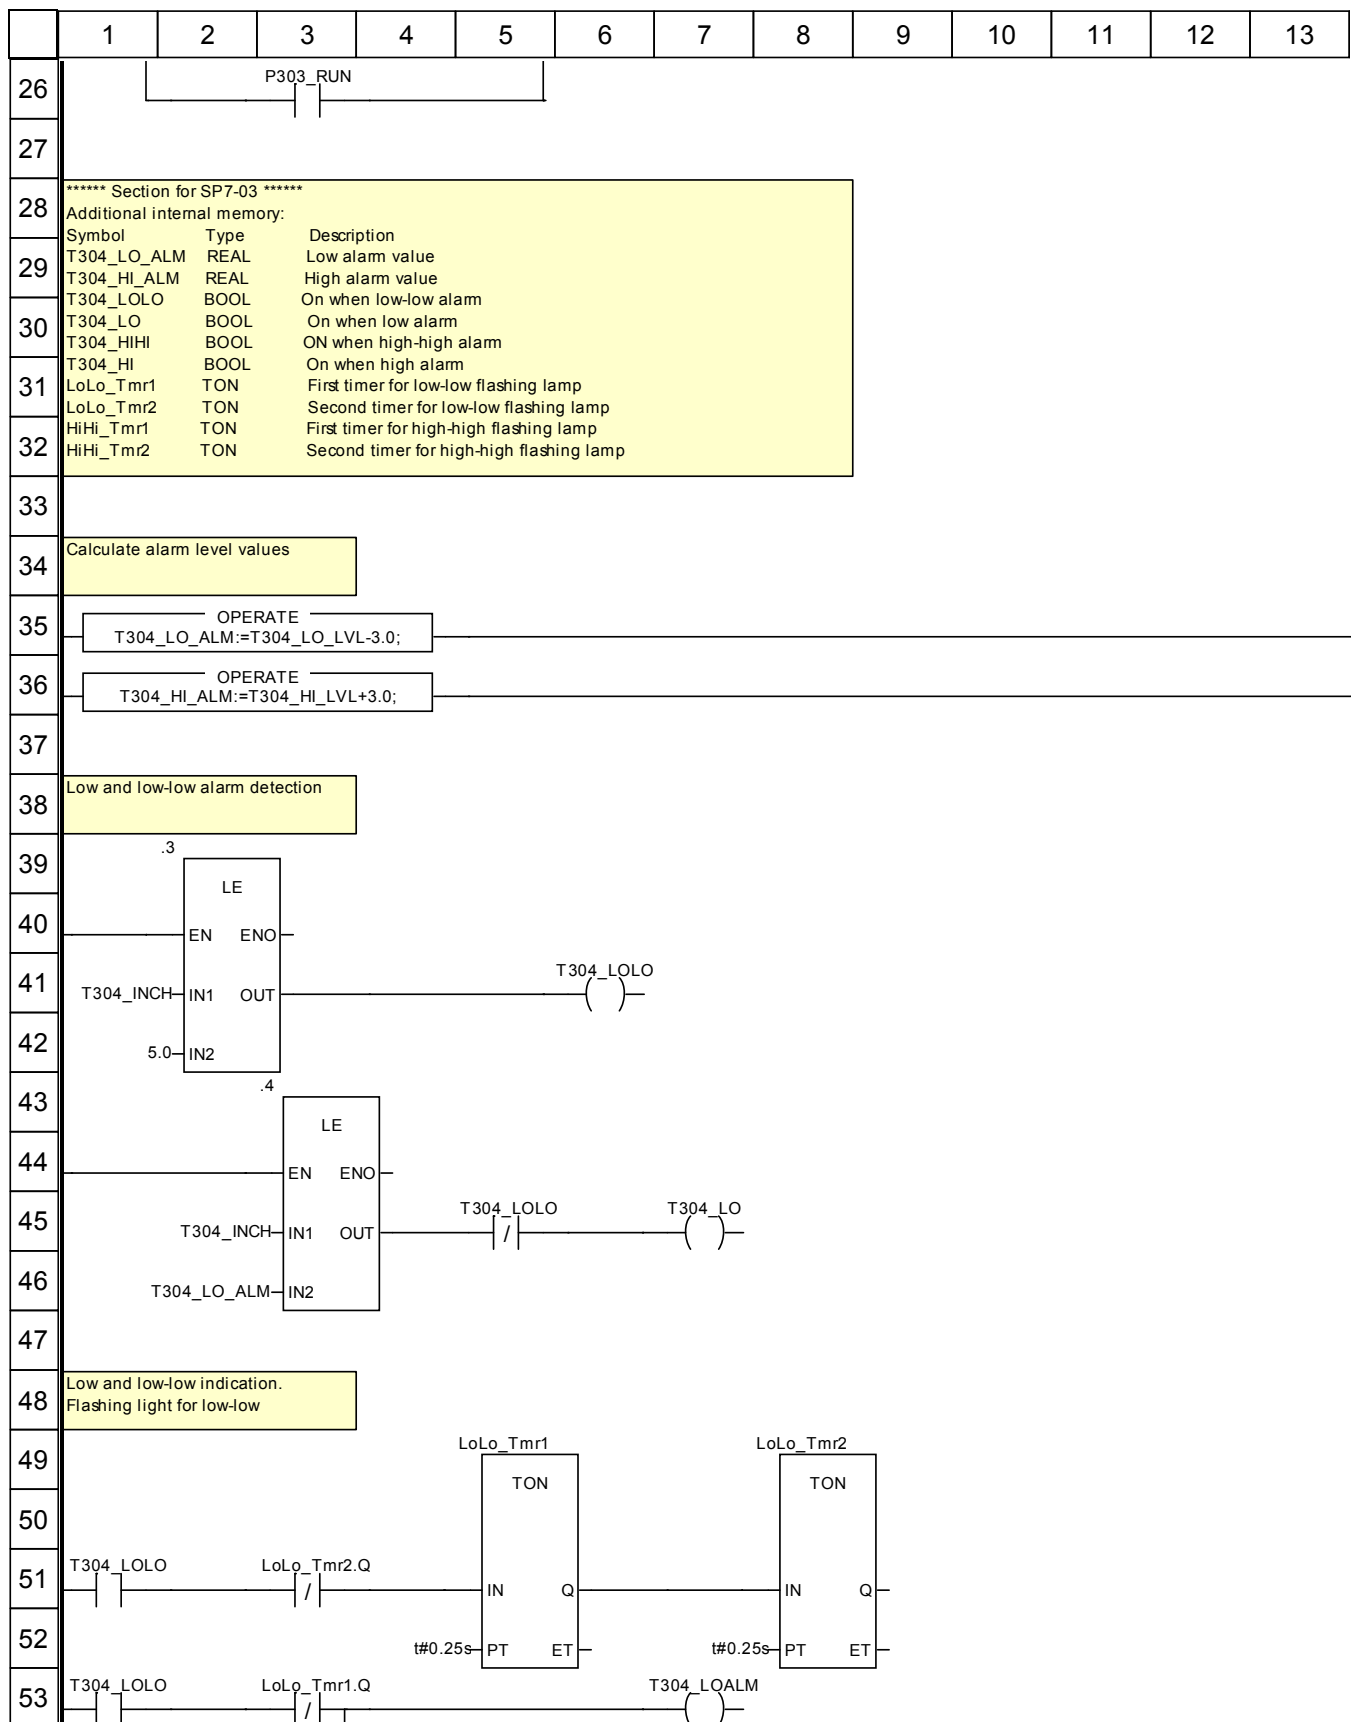 1 2 3 4 5 6 7 8 9 10 11 12 13
26
P303_RUN
27
28
****** Section for SP7-03 ******
Additional internal memory:
Symbol Type Description
29
T304_LO_ALM REAL Low alarm value
T304_HI_ALM REAL High alarm value
T304_LOLO BOOL On when low-low alarm
30
T304_LO BOOL On when low alarm
T304_HIHI BOOL ON when high-high alarm
T304_HI BOOL On when high alarm
31
LoLo_Tmr1 TON First timer for low-low flashing lamp
LoLo_Tmr2 TON Second timer for low-low flashing lamp
32
HiHi_Tmr1 TON First timer for high-high flashing lamp
HiHi_Tmr2 TON Second timer for high-high flashing lamp
33
34
Calculate alarm level values
35
OPERATE
T304_LO_ALM:=T304_LO_LVL-3.0;
36
OPERATE
T304_HI_ALM:=T304_HI_LVL+3.0;
37
38
Low and low-low alarm detection
39
.3
LE
40
EN ENO
41
T304_LOLO
T304_INCH IN1 OUT ( )
42
5.0 IN2
43
.4
LE
44
EN ENO
45
T304_LOLO T304_LO
T304_INCH IN1 OUT / ( )
46
T304_LO_ALM IN2
47
48
Low and low-low indication.
Flashing light for low-low
49
LoLo_Tmr1 LoLo_Tmr2
TON TON
50
51
T304_LOLO LoLo_Tmr2.Q
/ IN Q IN Q
52
t#0.25s PT ET t#0.25s PT ET
53
T304_LOLO LoLo_Tmr1.Q T304_LOALM
/ ( )